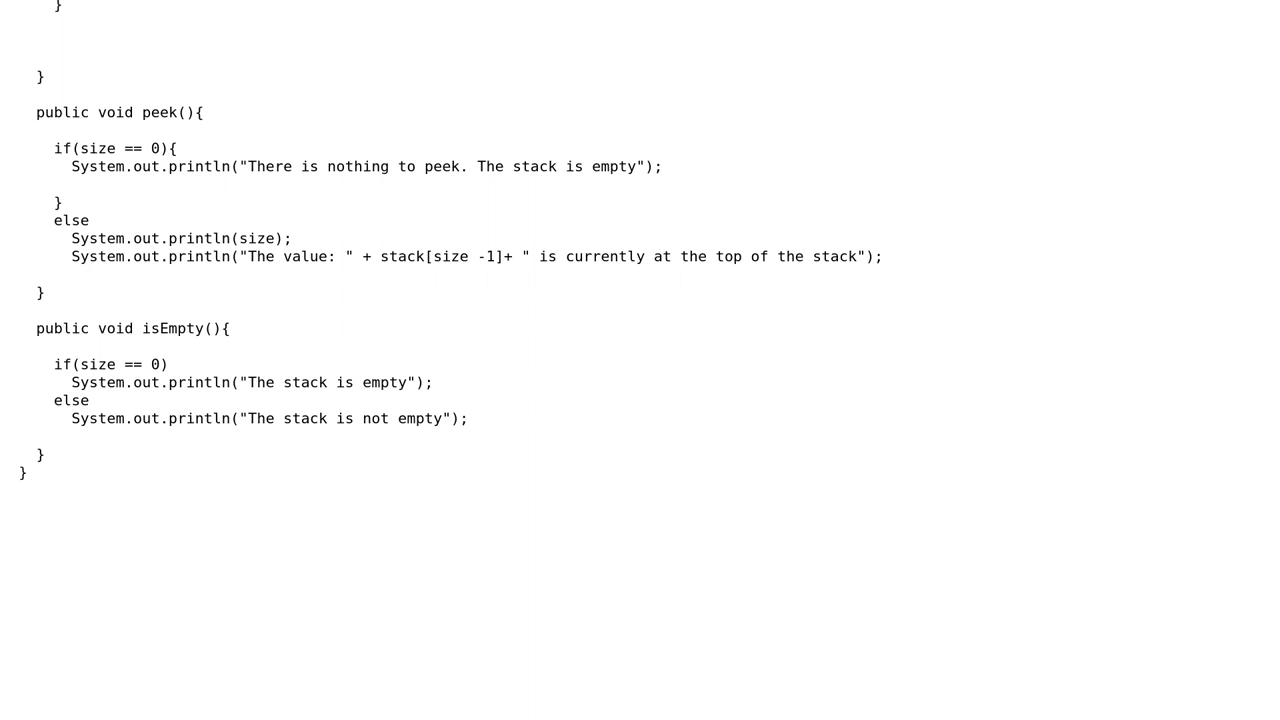 }
}
public void peek(){
if(size == 0){
System.out.println("There is nothing to peek. The stack is empty");
}
else
System.out.println(size);
System.out.println("The value: " + stack[size -1]+ " is currently at the top of the stack");
}
public void isEmpty(){
if(size == 0)
System.out.println("The stack is empty");
else
System.out.println("The stack is not empty");
}
}